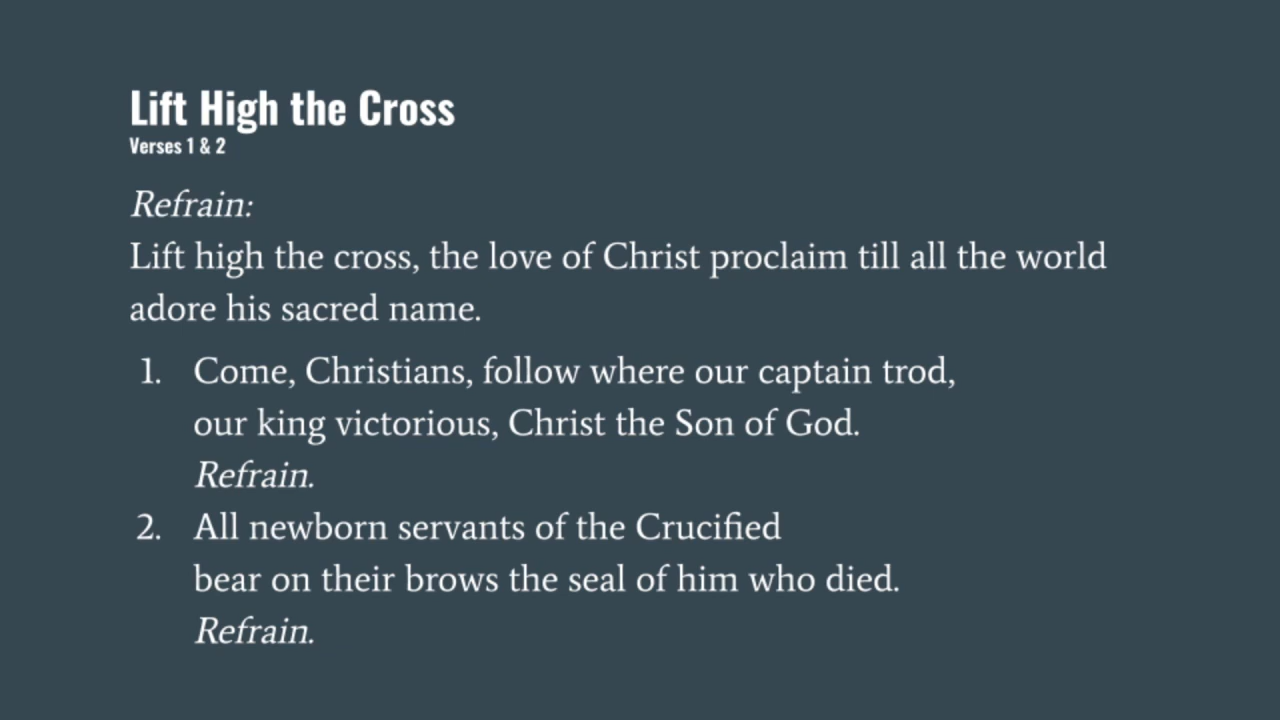 Lift High the Cross
Verses 1 & 2
Refrain:
Lift high the cross, the love of Christ proclaim till all the world
adore his sacred name.
1. Come, Christians, follow where our captain trod,
our king victorious, Christ the Son of God.
Refrain.
2. All newborn servants of the Crucified
bear on their brows the seal of him who died.
Refrain.